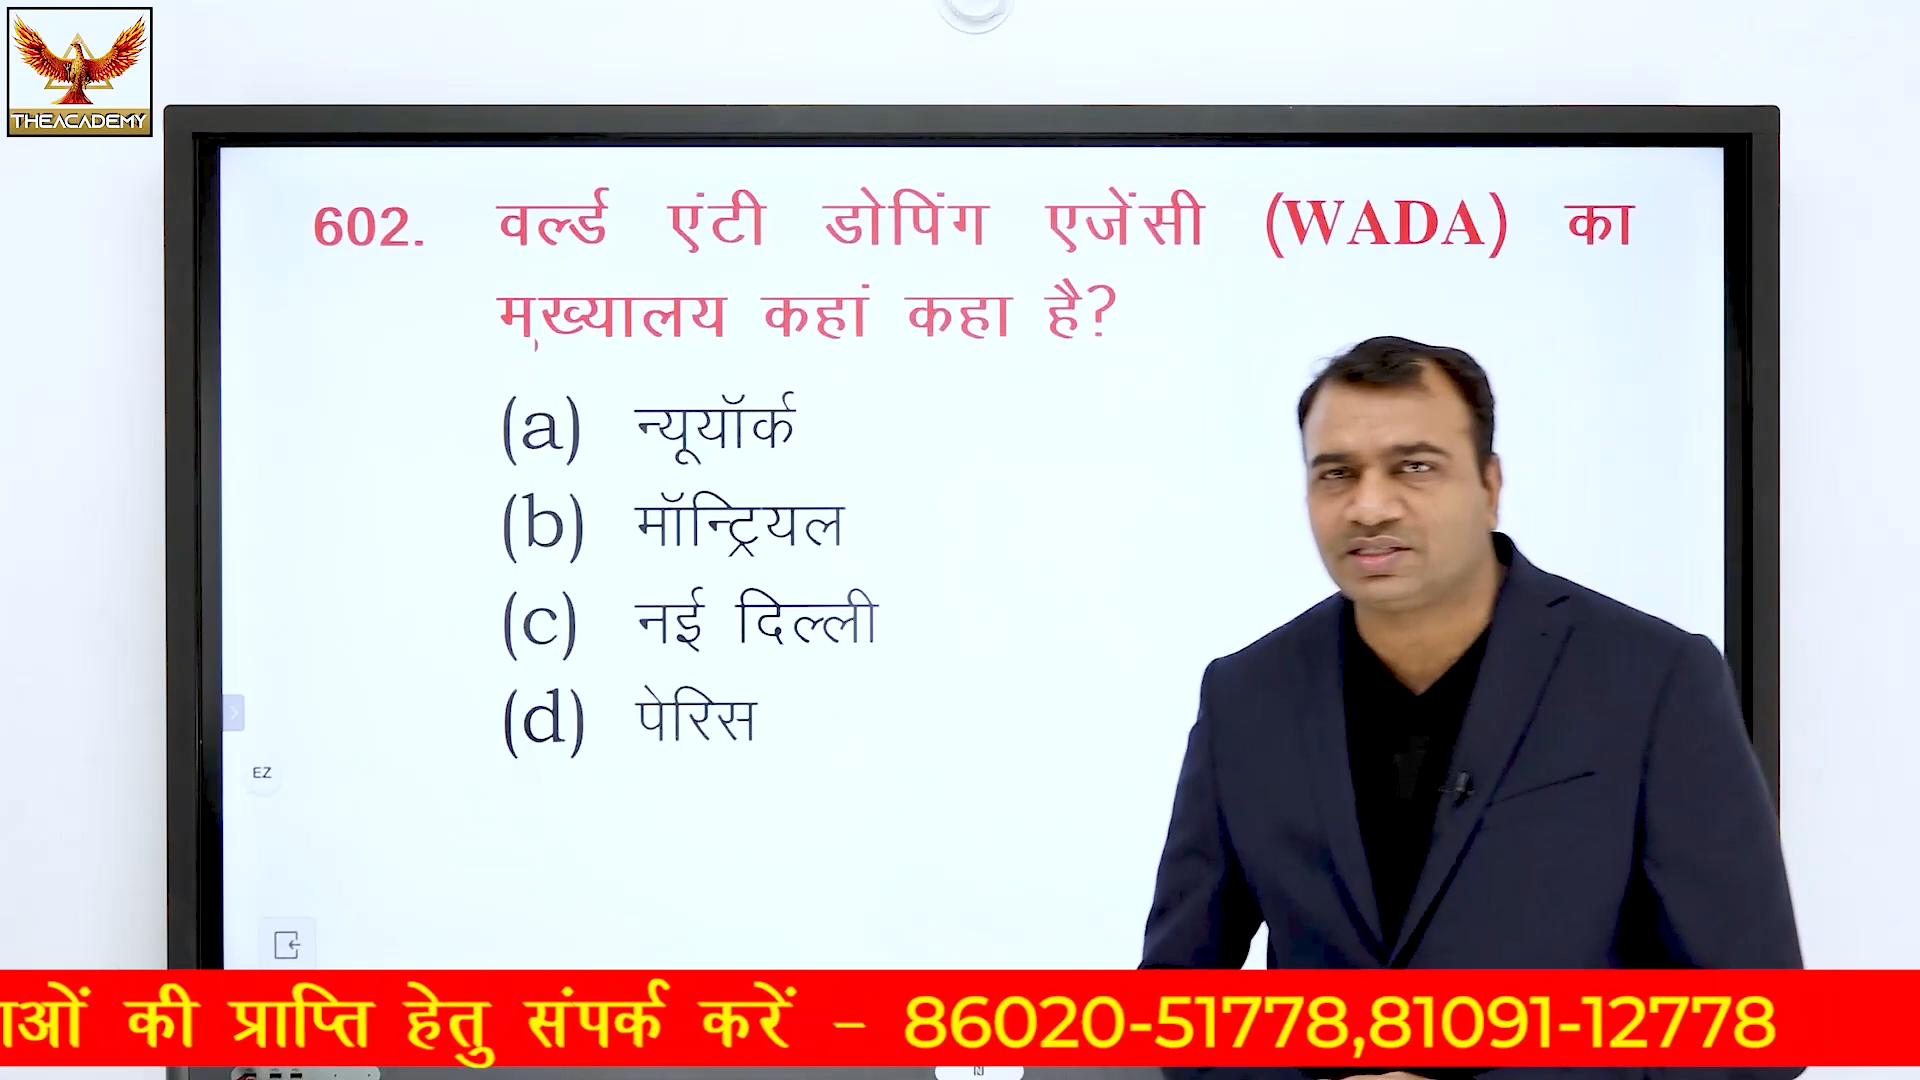 THEACADEMY
602. वर्ल्ड एंटी डोपिंग एजेंसी (WADA) का
मुख्यालय कहां कहा है?
(a) न्यूयॉर्क
(b) मॉन्ट्रियल
(c) नई दिल्ली
(d) पेरिस
EZ
ाओं की प्राप्ति हेतु संपर्क करें – 86020-51778,81091-12778